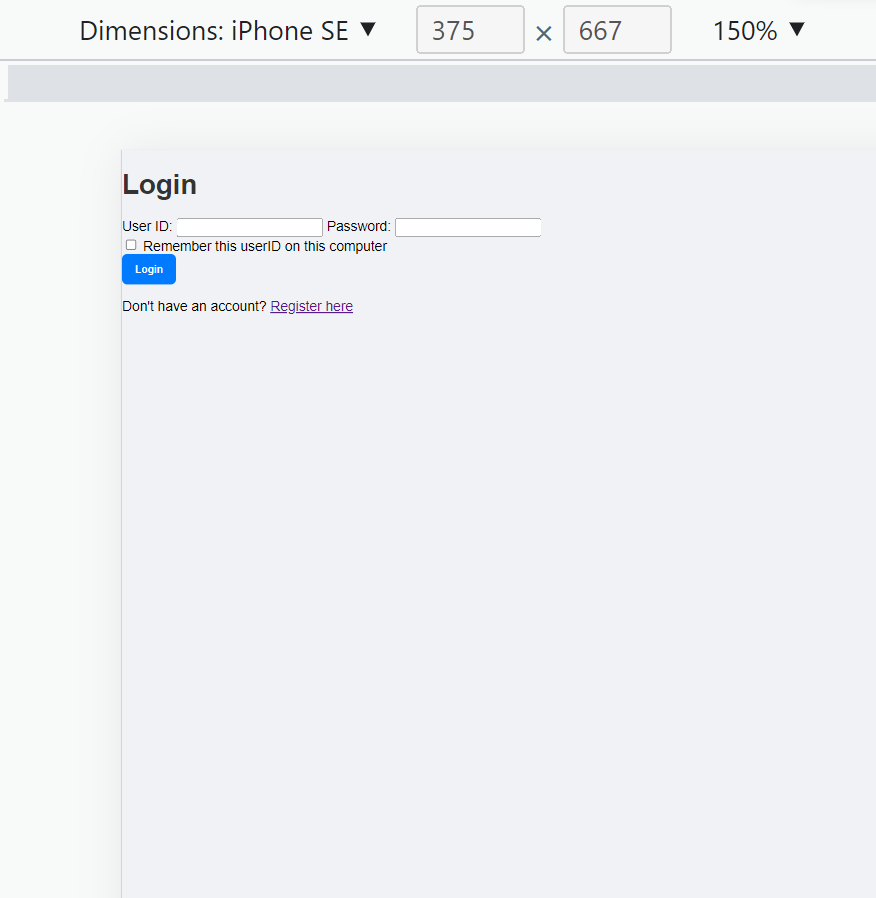 Dimensions: iPhone SE ▼ 375 × 667 150% ▼
Login
User ID: Password:
Remember this userID on this computer
Login
Don't have an account? Register here